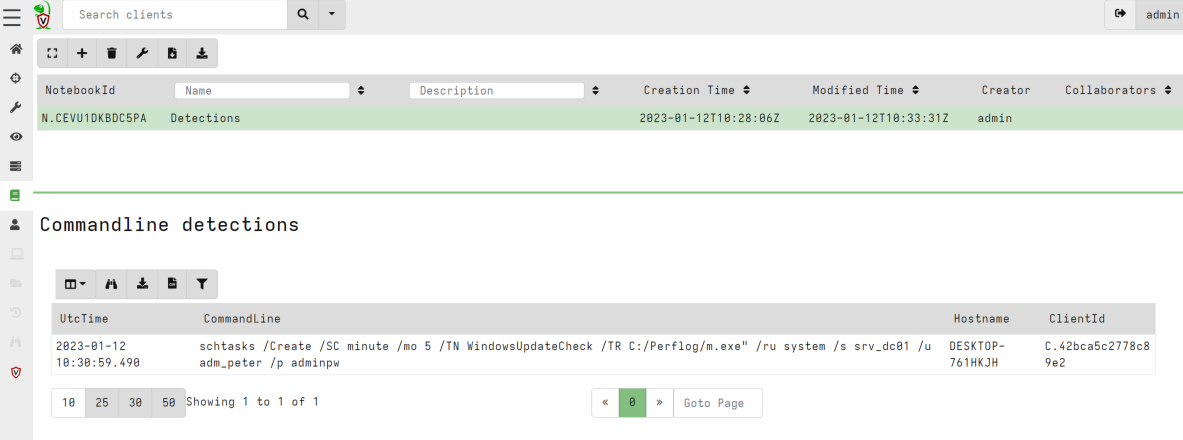 Search clients
admin
NotebookId Name Description Creation Time Modified Time Creator Collaborators
N.CEVU1DKBDC5PA Detections 2023-01-12T10:28:06Z 2023-01-12T10:33:31Z admin
Commandline detections
UtcTime CommandLine Hostname ClientId
2023-01-12 schtasks /Create /SC minute /mo 5 /TN WindowsUpdateCheck /TR C:/Perflog/m.exe" /ru system /s srv_dc01 /u DESKTOP- C.42bca5c2778c8
10:30:59.490 adm_peter /p adminpw 761HKJH 9e2
10 25 30 50 Showing 1 to 1 of 1 « 0 » Goto Page